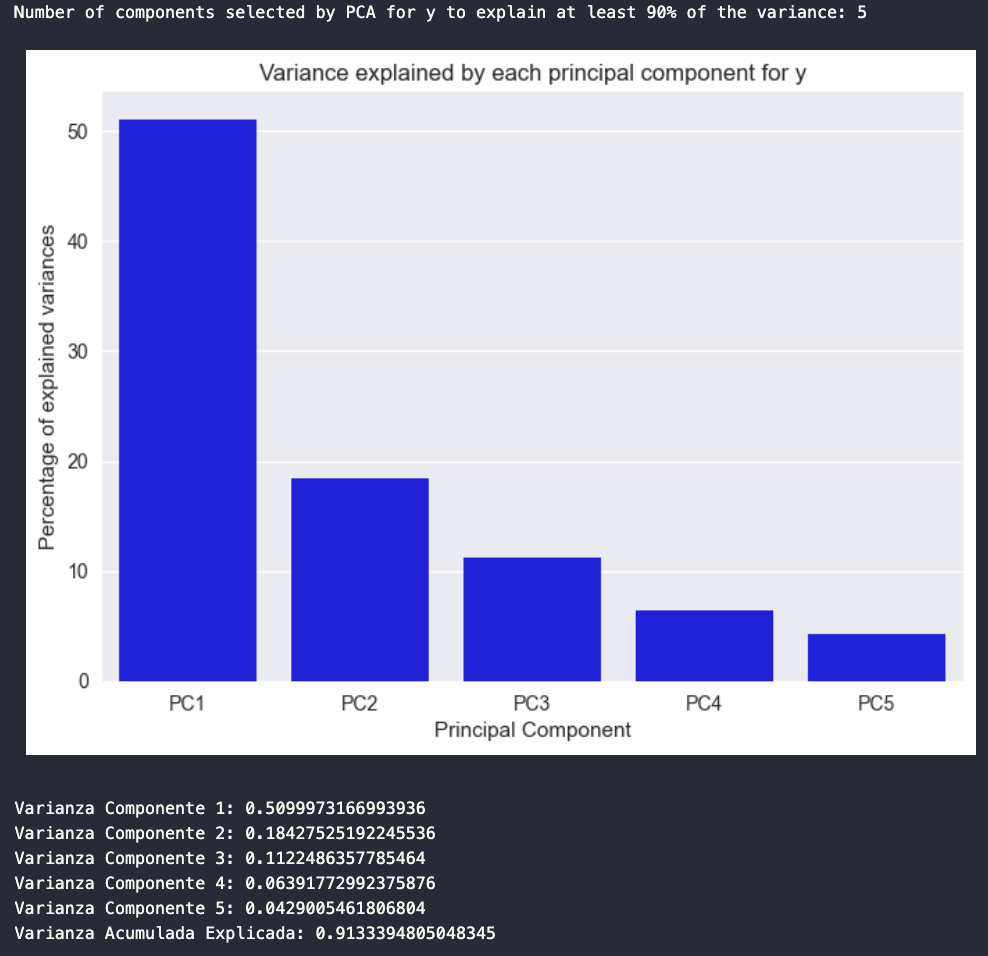 Number of components selected by PCA for y to explain at least 90% of the variance: 5
Variance explained by each principal component for y
Percentage of explained variances
50
40
30
20
10
0
PC1 PC2 PC3 PC4 PC5
Principal Component
Varianza Componente 1: 0.5099973166993936
Varianza Componente 2: 0.18427525192245536
Varianza Componente 3: 0.1122486357785464
Varianza Componente 4: 0.06391772992375876
Varianza Componente 5: 0.0429005461806804
Varianza Acumulada Explicada: 0.9133394805048345